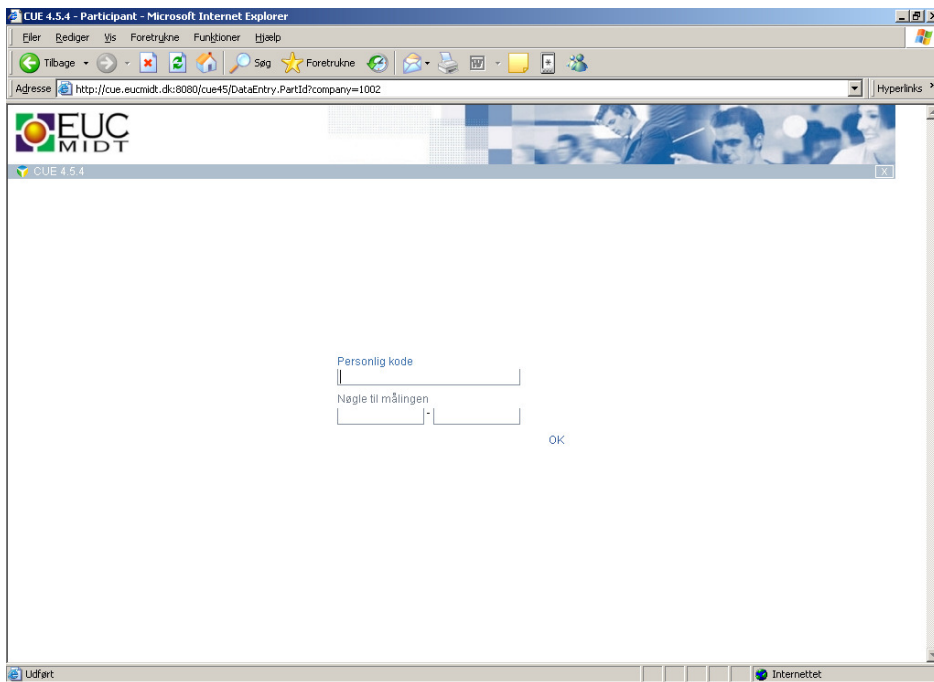 CUE 4.5.4 - Participant - Microsoft Internet Explorer
Filer Rediger Vis Foretrukne Funktioner Hjælp
Tilbage Søg Foretrukne
Adresse http://cue.eucmidt.dk:8080/cue45/DataEntry.PartId?company=1002 Hyperlinks
EUC
MIDT
CUE 4.5.4 X
Personlig kode
Nøgle til målingen
-
OK
Udført Internettet